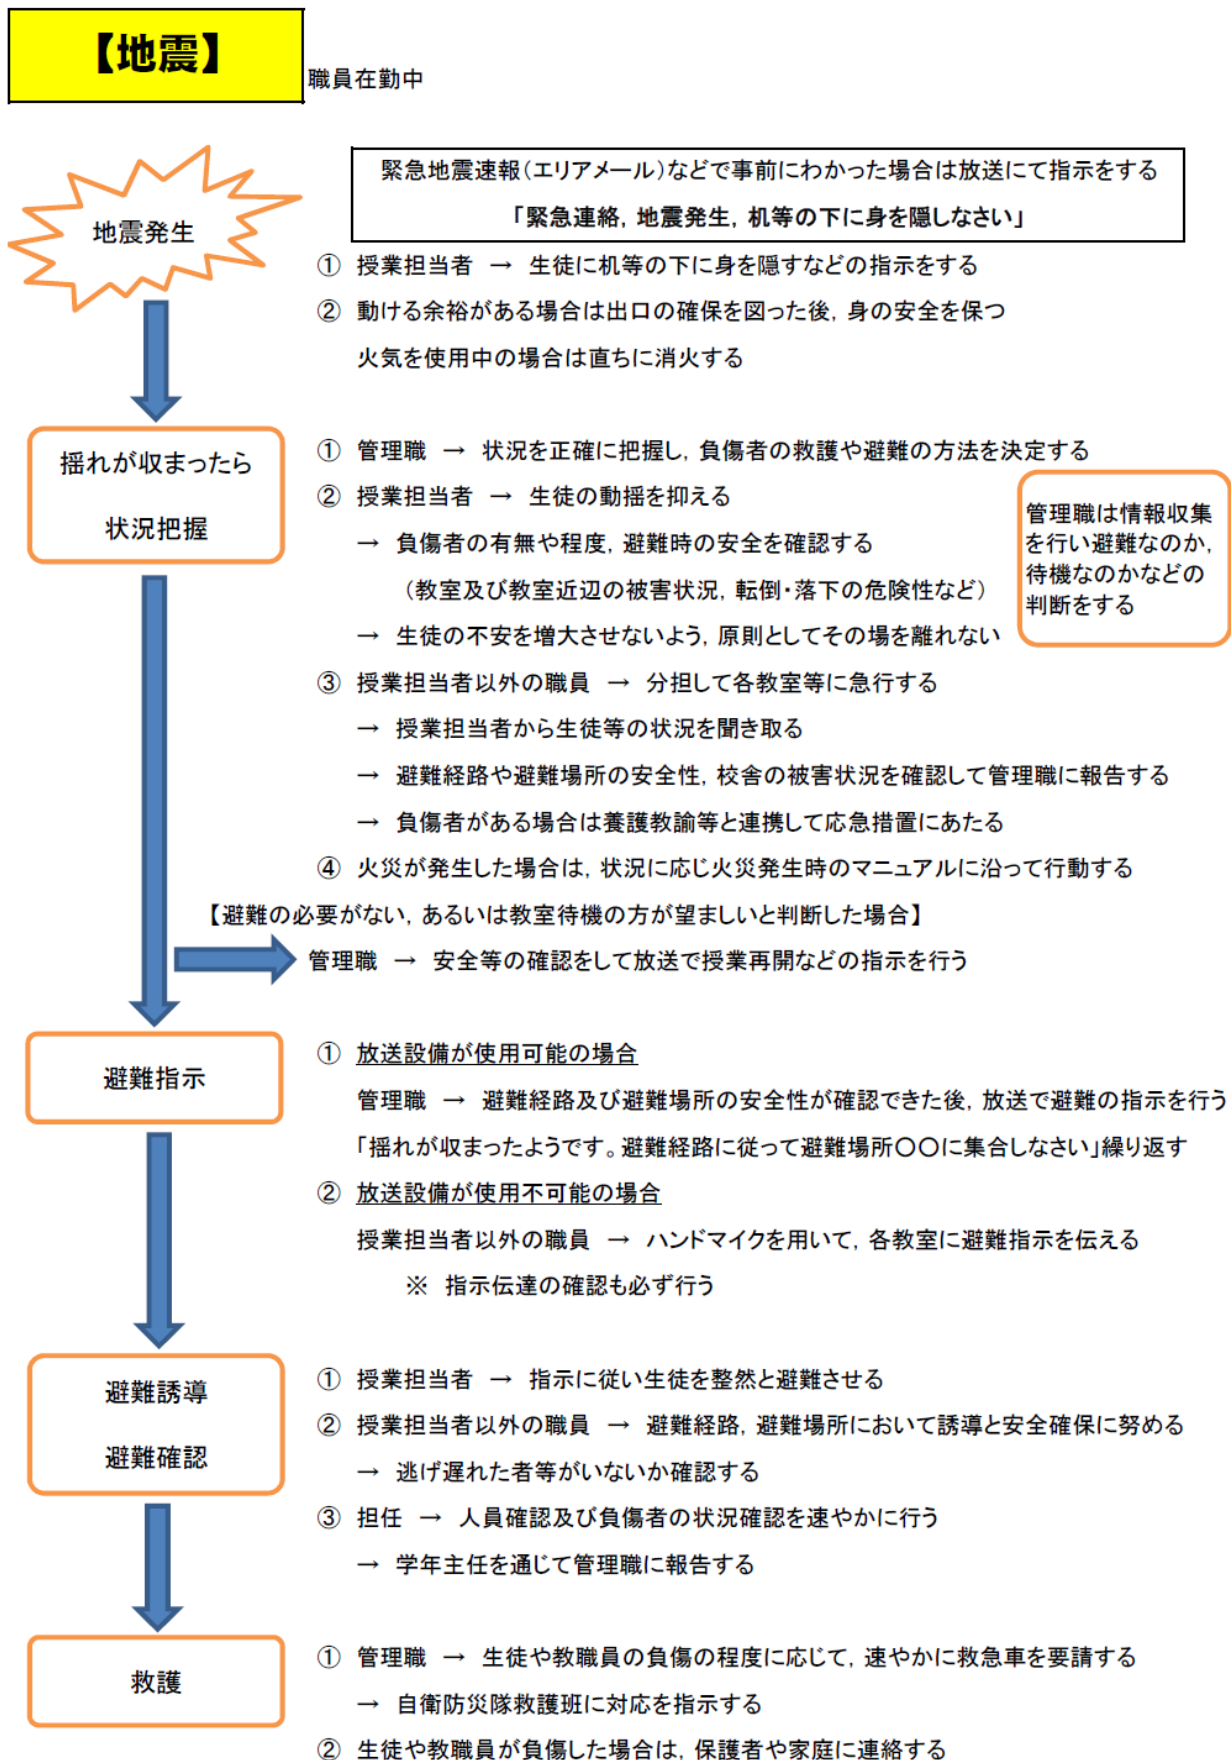 【地震】
職員在勤中
地震発生
緊急地震速報（エリアメール）などで事前にわかった場合は放送にて指示をする
「緊急連絡，地震発生，机等の下に身を隠しなさい」
① 授業担当者 → 生徒に机等の下に身を隠すなどの指示をする
② 動ける余裕がある場合は出口の確保を図った後，身の安全を保つ
火気を使用中の場合は直ちに消火する
揺れが収まったら
状況把握
① 管理職 → 状況を正確に把握し，負傷者の救護や避難の方法を決定する
② 授業担当者 → 生徒の動揺を抑える
→ 負傷者の有無や程度，避難時の安全を確認する
（教室及び教室近辺の被害状況，転倒・落下の危険性など）
→ 生徒の不安を増大させないよう，原則としてその場を離れない
管理職は情報収集
を行い避難なのか，
待機なのかなどの
判断をする
③ 授業担当者以外の職員 → 分担して各教室等に急行する
→ 授業担当者から生徒等の状況を聞き取る
→ 避難経路や避難場所の安全性，校舎の被害状況を確認して管理職に報告する
→ 負傷者がある場合は養護教諭等と連携して応急措置にあたる
④ 火災が発生した場合は，状況に応じ火災発生時のマニュアルに沿って行動する
【避難の必要がない，あるいは教室待機の方が望ましいと判断した場合】
管理職 → 安全等の確認をして放送で授業再開などの指示を行う
避難指示
① 放送設備が使用可能の場合
管理職 → 避難経路及び避難場所の安全性が確認できた後，放送で避難の指示を行う
「揺れが収まったようです。避難経路に従って避難場所〇〇に集合しなさい」繰り返す
② 放送設備が使用不可能の場合
授業担当者以外の職員 → ハンドマイクを用いて，各教室に避難指示を伝える
※ 指示伝達の確認も必ず行う
避難誘導
避難確認
① 授業担当者 → 指示に従い生徒を整然と避難させる
② 授業担当者以外の職員 → 避難経路，避難場所において誘導と安全確保に努める
→ 逃げ遅れた者等がいないか確認する
③ 担任 → 人員確認及び負傷者の状況確認を速やかに行う
→ 学年主任を通じて管理職に報告する
救護
① 管理職 → 生徒や教職員の負傷の程度に応じて，速やかに救急車を要請する
→ 自衛防災隊救護班に対応を指示する
② 生徒や教職員が負傷した場合は，保護者や家庭に連絡する